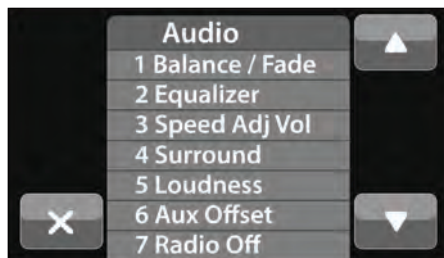 Audio
1 Balance / Fade
2 Equalizer
3 Speed Adj Vol
4 Surround
5 Loudness
6 Aux Offset
7 Radio Off